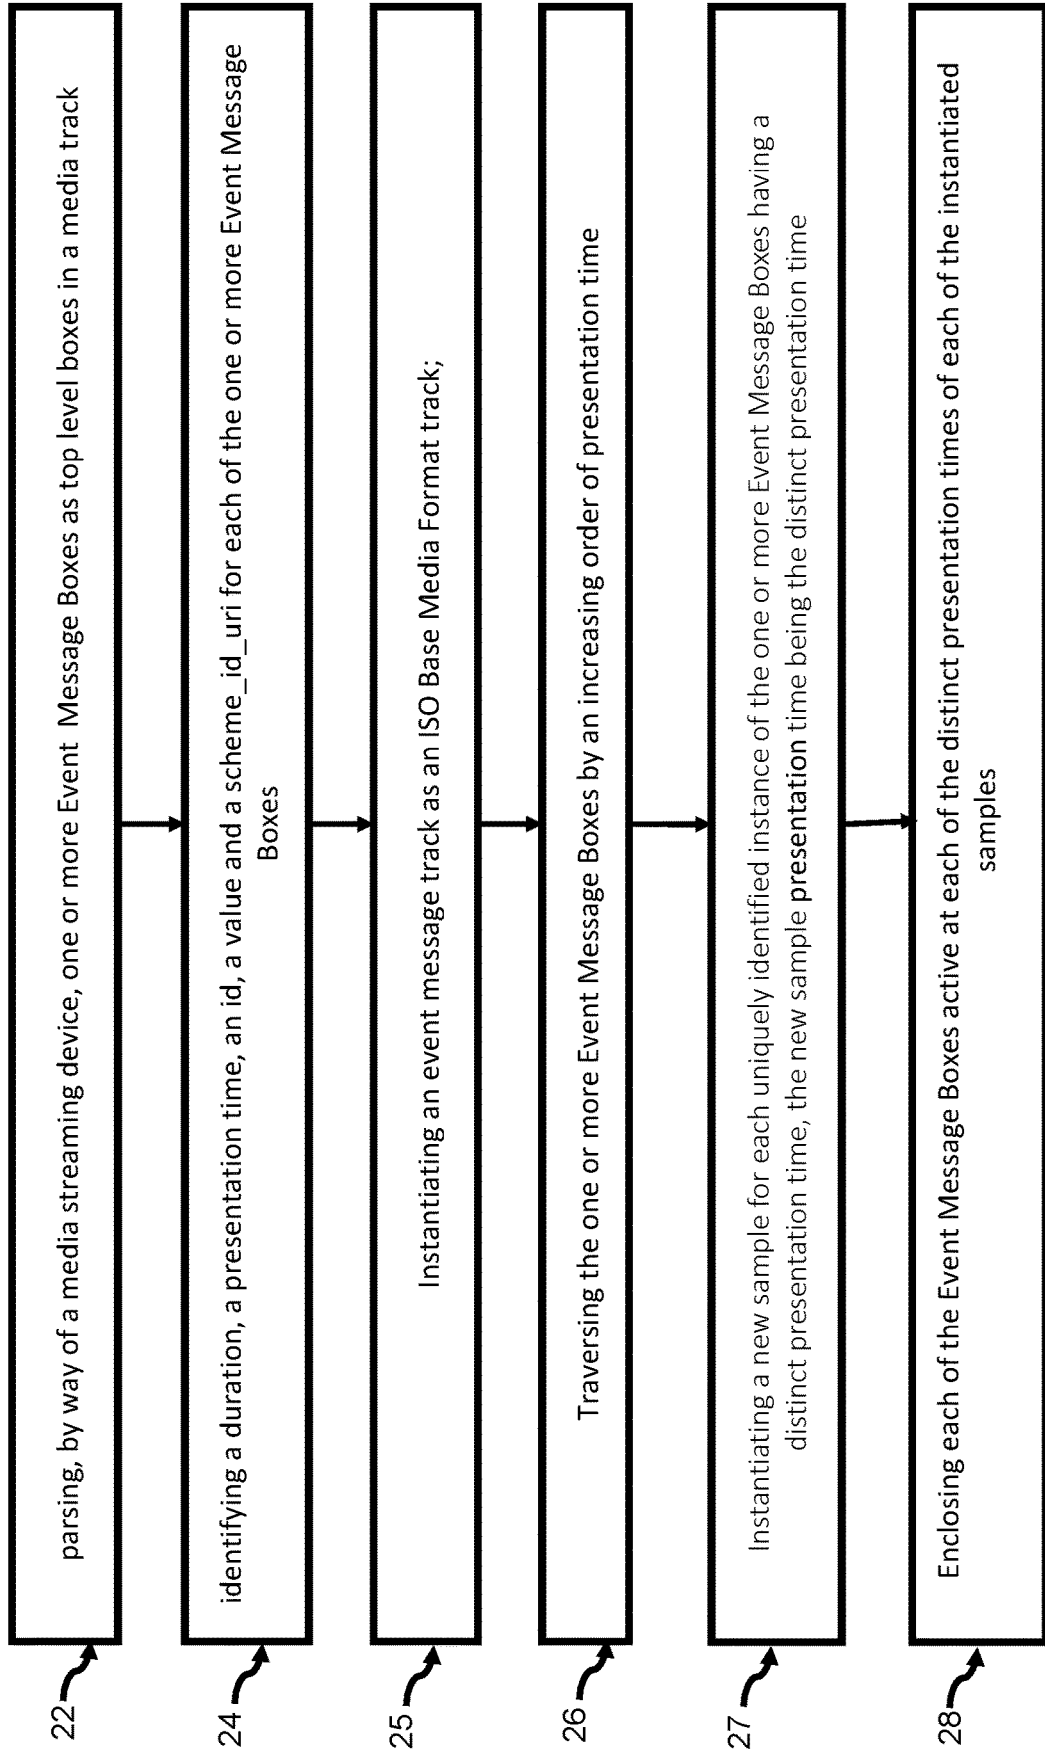 22
parsing, by way of a media streaming device, one or more Event Message Boxes as top level boxes in a media track
24
identifying a duration, a presentation time, an id, a value and a scheme_id_uri for each of the one or more Event Message
Boxes
25
Instantiating an event message track as an ISO Base Media Format track;
26
Traversing the one or more Event Message Boxes by an increasing order of presentation time
27
Instantiating a new sample for each uniquely identified instance of the one or more Event Message Boxes having a
distinct presentation time, the new sample presentation time being the distinct presentation time
28
Enclosing each of the Event Message Boxes active at each of the distinct presentation times of each of the instantiated
samples